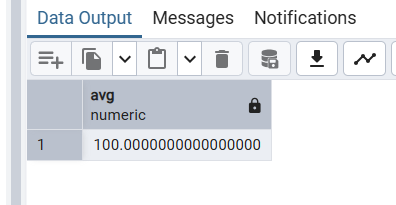 Data Output Messages Notifications
avg
numeric
1 100.0000000000000000